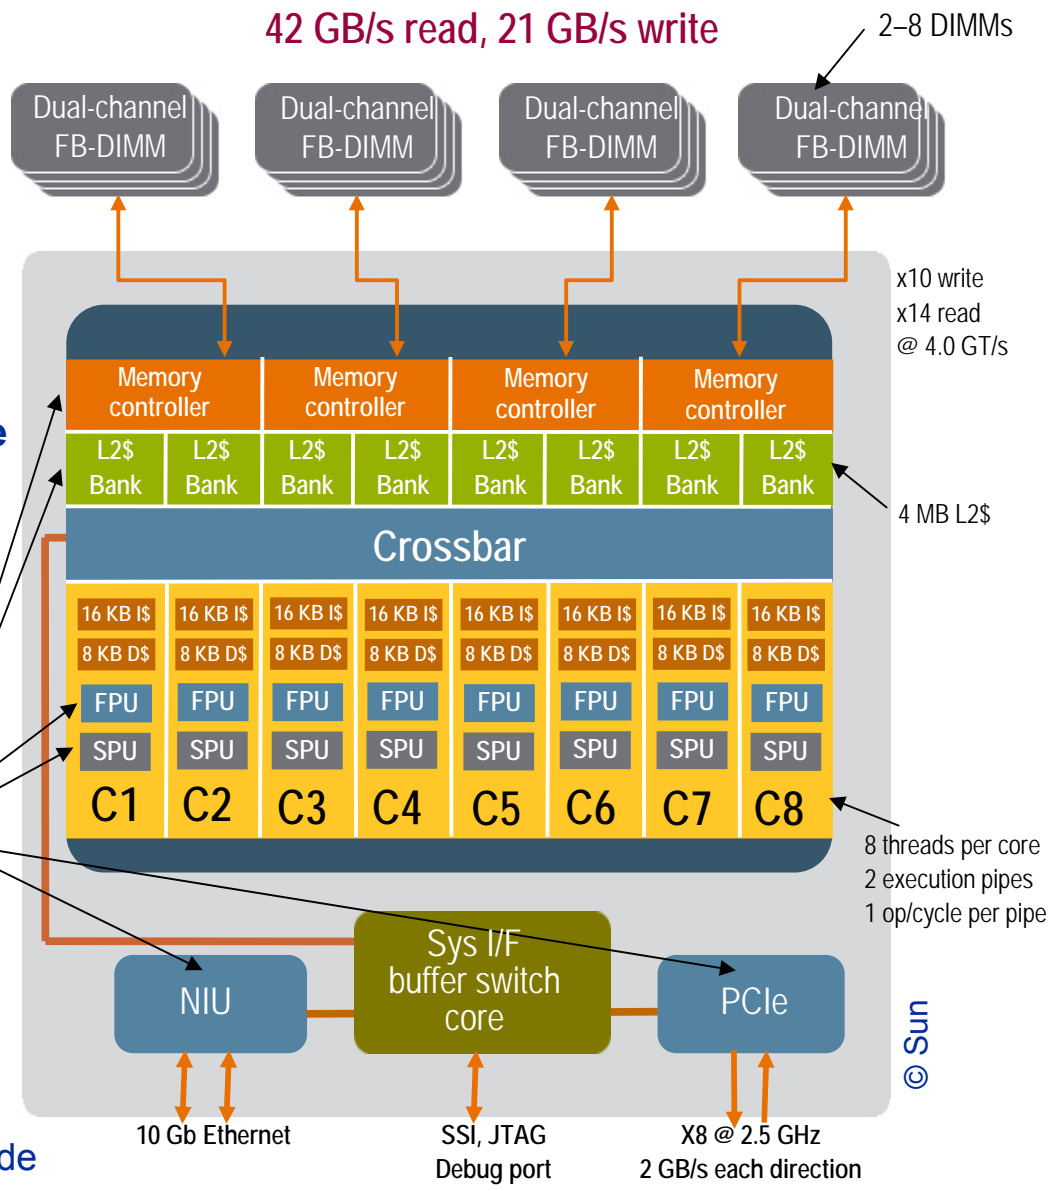 42 GB/s read, 21 GB/s write
2–8 DIMMs
Dual-channel
FB-DIMM
Dual-channel
FB-DIMM
Dual-channel
FB-DIMM
Dual-channel
FB-DIMM
x10 write
x14 read
@ 4.0 GT/s
Memory
controller
Memory
controller
Memory
controller
Memory
controller
e
L2$
Bank
L2$
Bank
L2$
Bank
L2$
Bank
L2$
Bank
L2$
Bank
L2$
Bank
L2$
Bank
4 MB L2$
Crossbar
16 KB I$ 16 KB I$ 16 KB I$ 16 KB I$ 16 KB I$ 16 KB I$ 16 KB I$ 16 KB I$
8 KB D$ 8 KB D$ 8 KB D$ 8 KB D$ 8 KB D$ 8 KB D$ 8 KB D$ 8 KB D$
FPU FPU FPU FPU FPU FPU FPU FPU
SPU SPU SPU SPU SPU SPU SPU SPU
C1 C2 C3 C4 C5 C6 C7 C8
8 threads per core
2 execution pipes
1 op/cycle per pipe
NIU
Sys I/F
buffer switch
core
PCIe
© Sun
10 Gb Ethernet
SSI, JTAG
Debug port
X8 @ 2.5 GHz
2 GB/s each direction
de